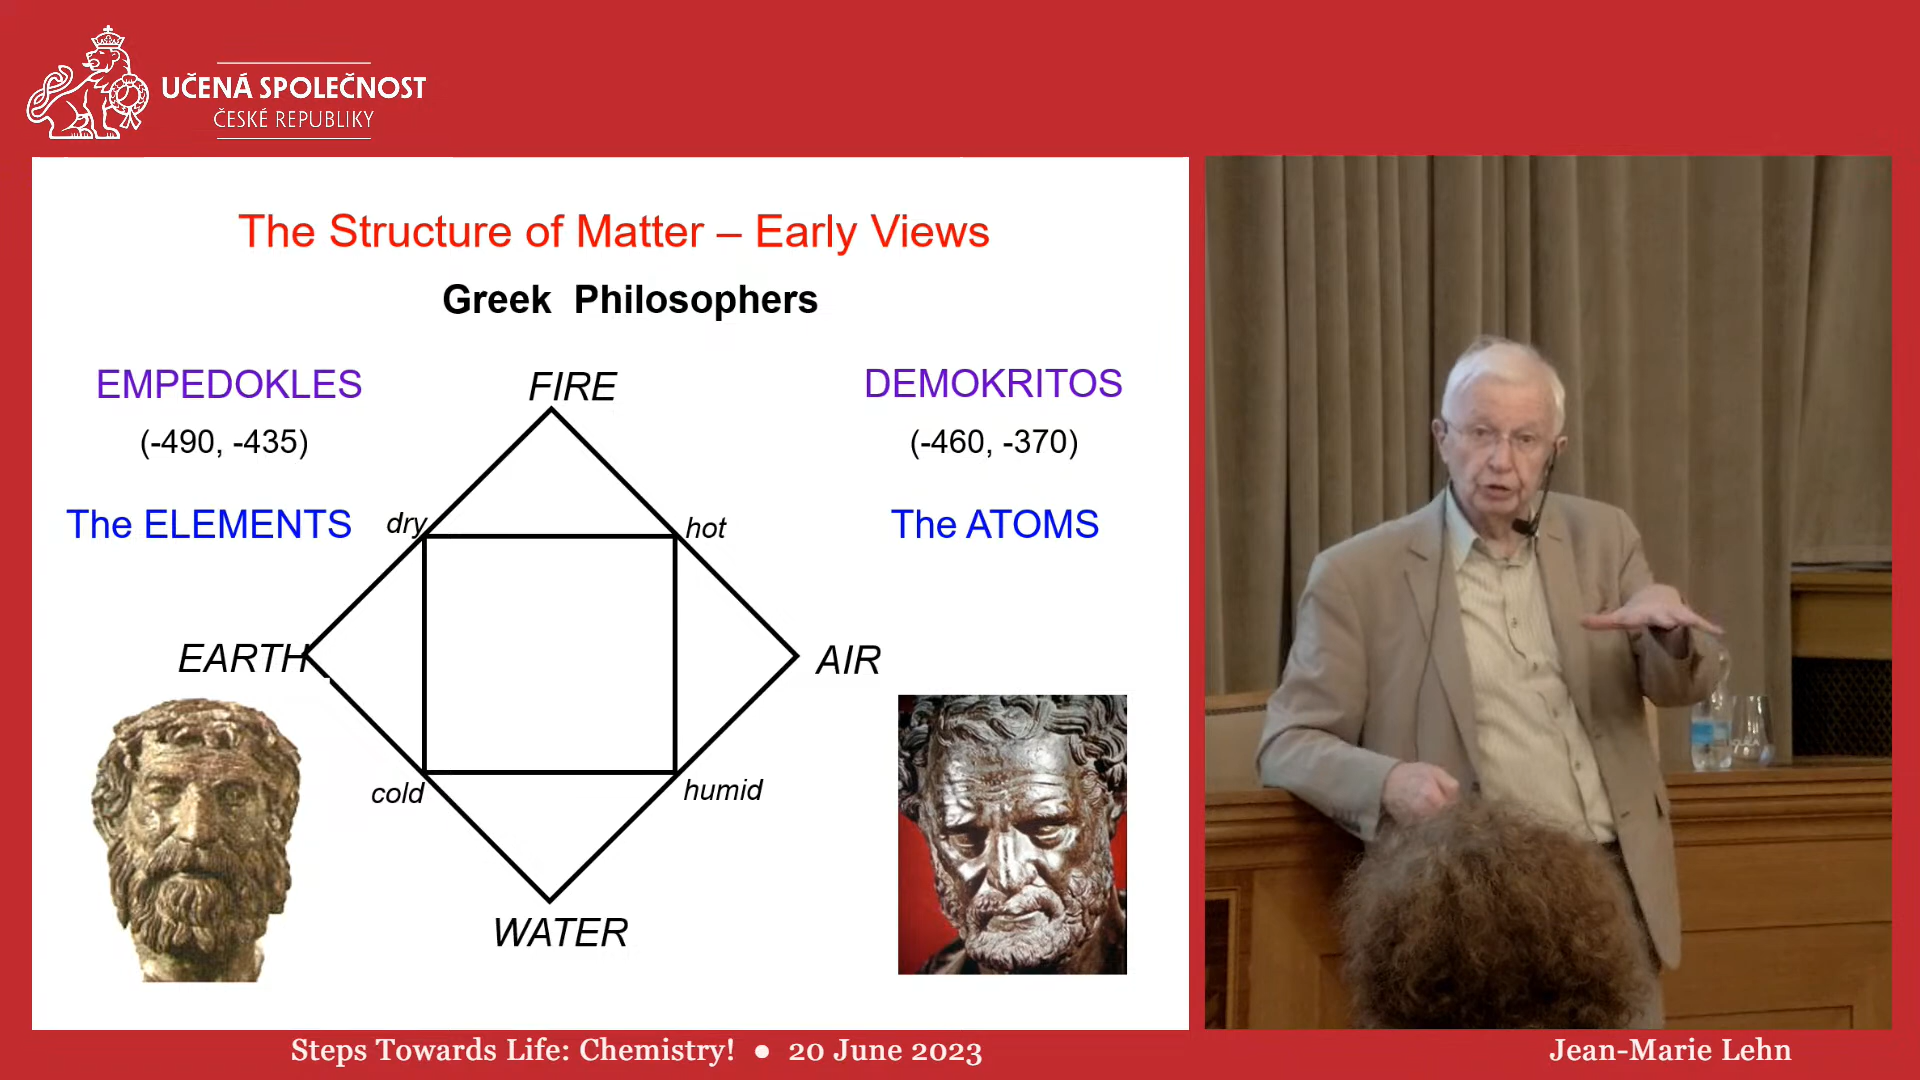 UČENÁ SPOLEČNOST
ČESKÉ REPUBLIKY
The Structure of Matter – Early Views
Greek Philosophers
EMPEDOKLES
(-490, -435)
The ELEMENTS
FIRE
DEMOKRITOS
(-460, -370)
The ATOMS
dry
hot
EARTH
AIR
cold
humid
WATER
Steps Towards Life: Chemistry! ● 20 June 2023
Jean-Marie Lehn